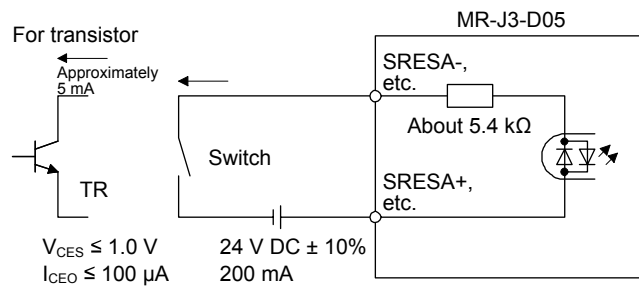 MR-J3-D05
For transistor
Approximately
5 mA
SRESA-,
etc.
About 5.4 kΩ
Switch
TR
SRESA+,
etc.
VCES ≤ 1.0 V
ICEO ≤ 100 µA
24 V DC ± 10%
200 mA